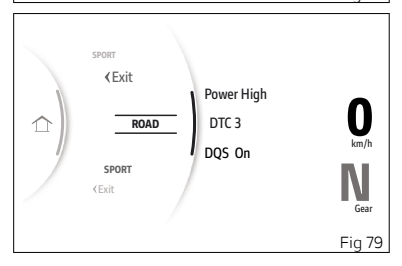 SPORT
‹Exit
ROAD
SPORT
‹Exit
Power High
DTC 3
DQS On
0
km/h
N
Gear
Fig 79